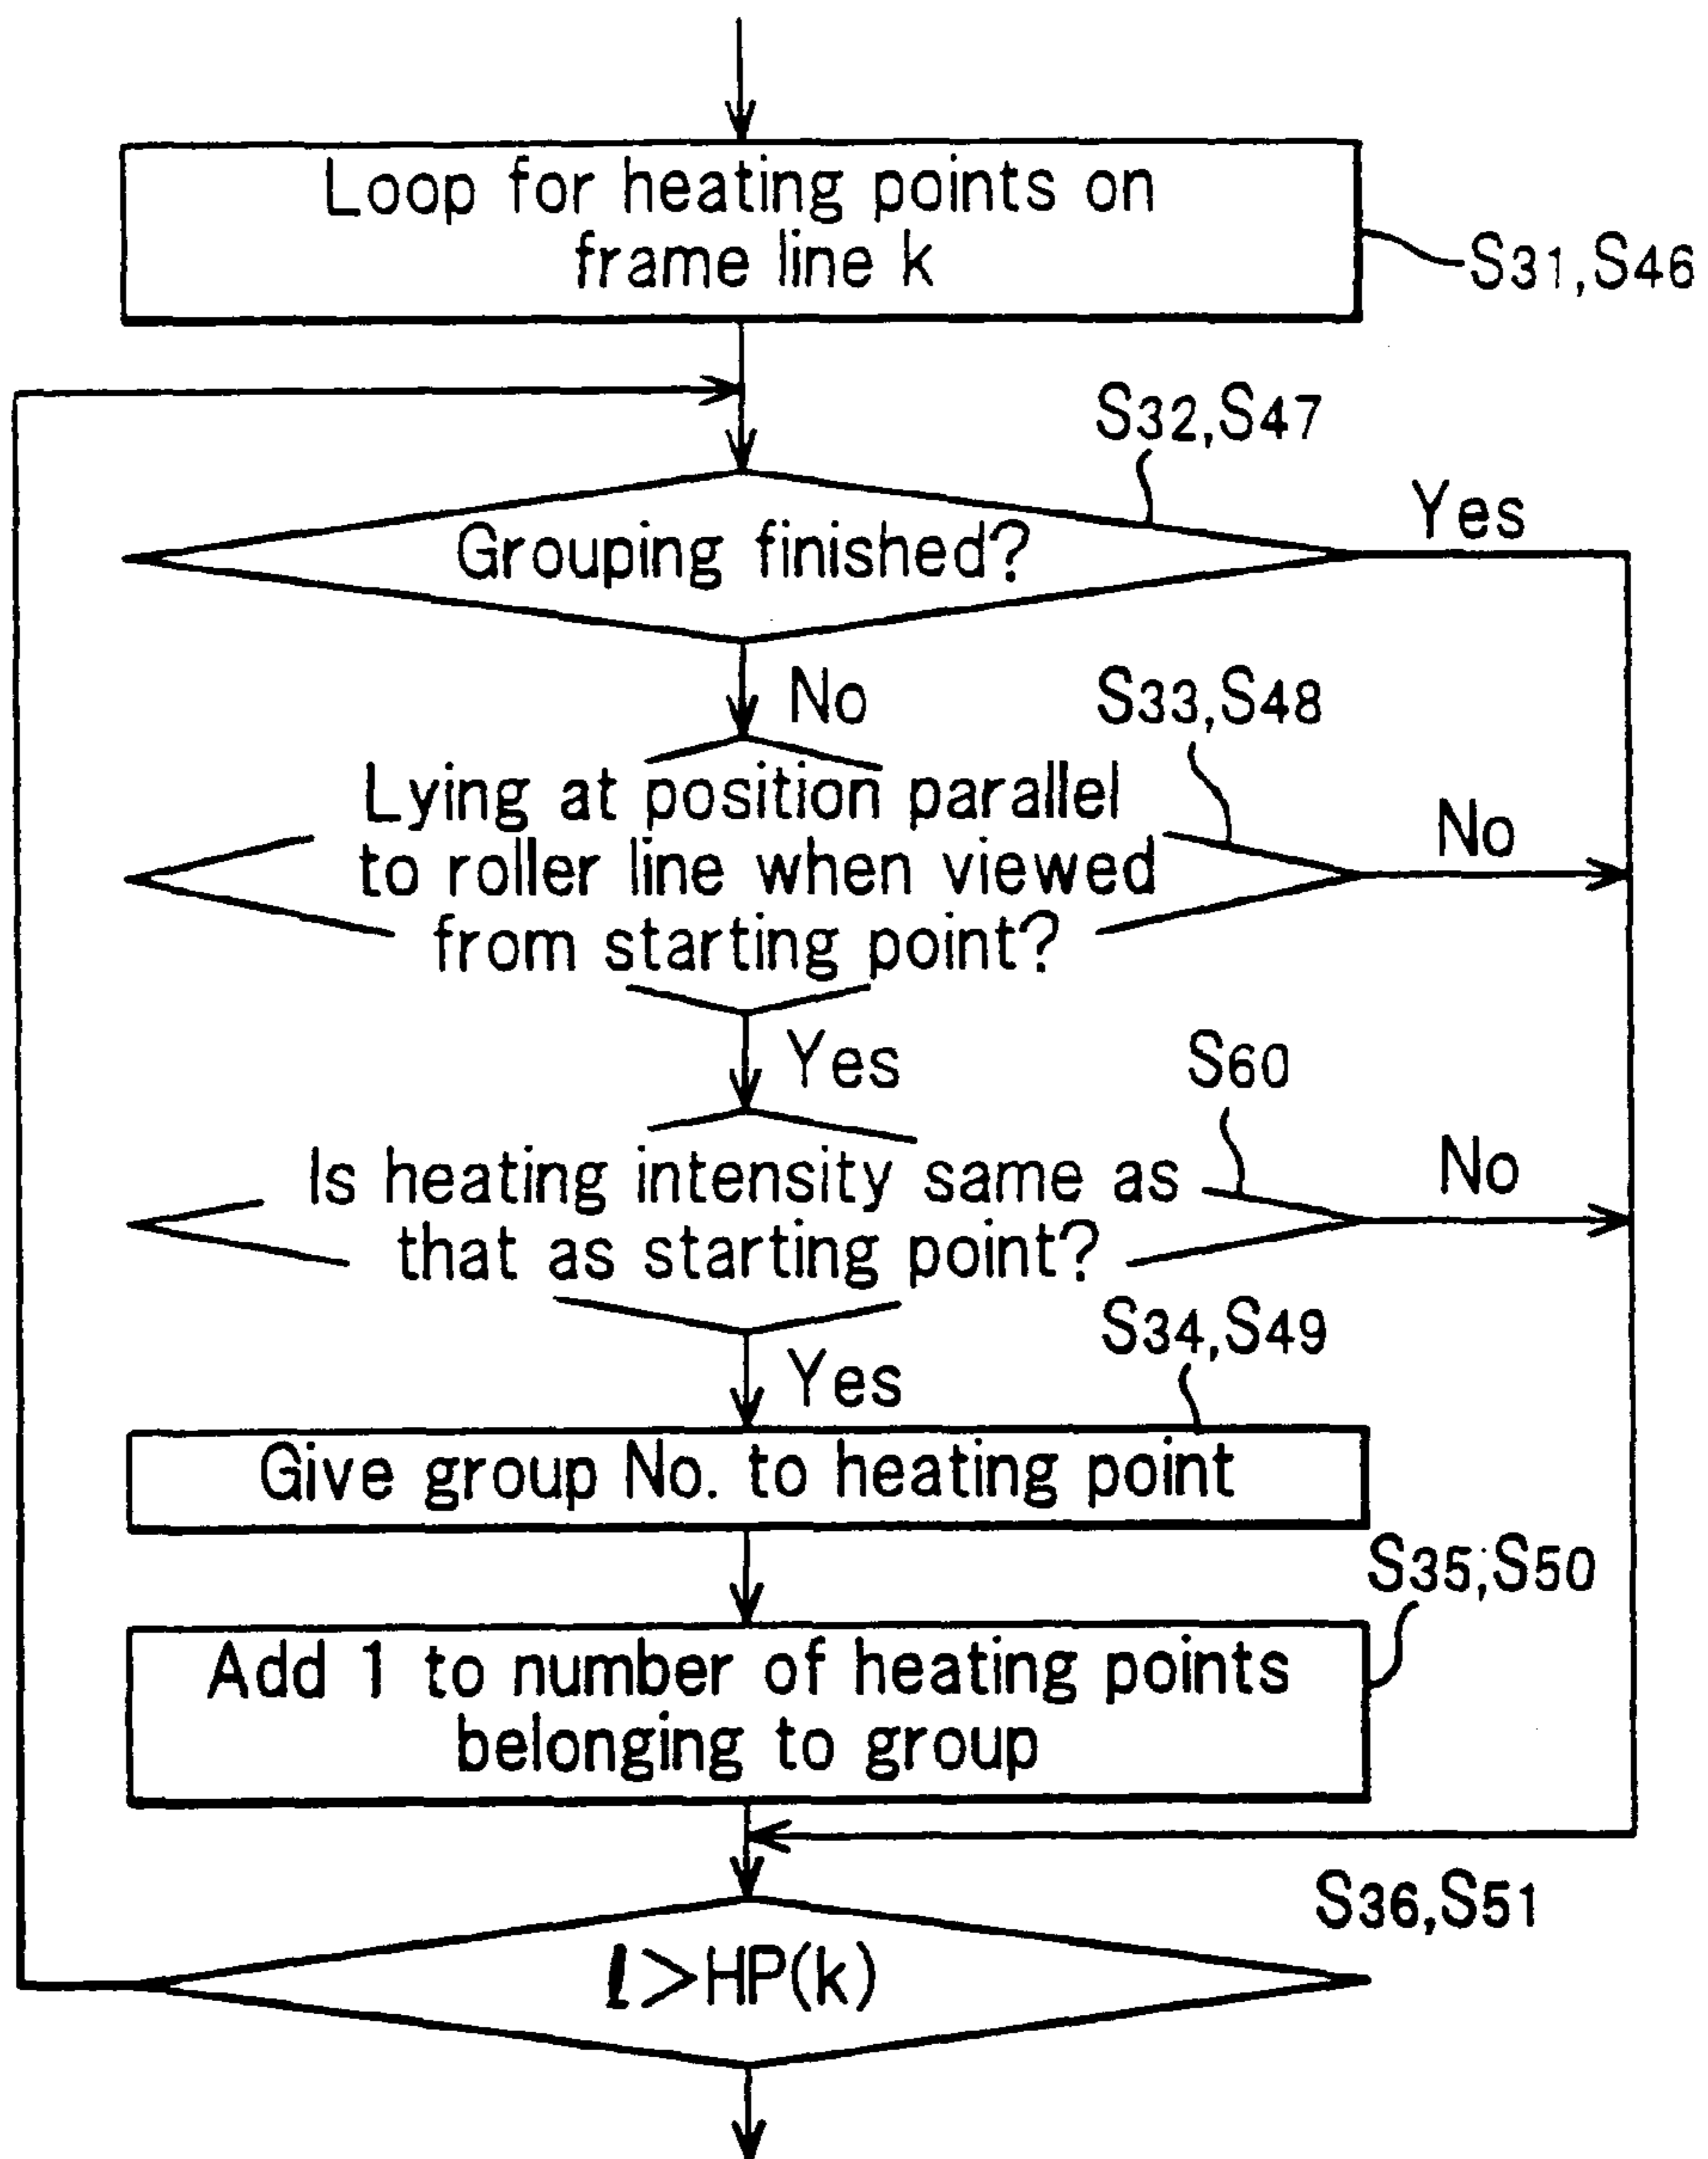 Loop for heating points on
frame line k
S31,S46
S32,S47
Yes
Grouping finished?
No
S33,S48
Lying at position parallel
to roller line when viewed
from starting point?
No
Yes
S60
Is heating intensity same as
that as starting point?
No
S34,S49
Yes
Give group No. to heating point
S35,S50
Add 1 to number of heating points
belonging to group
S36,S51
l>HP(k)